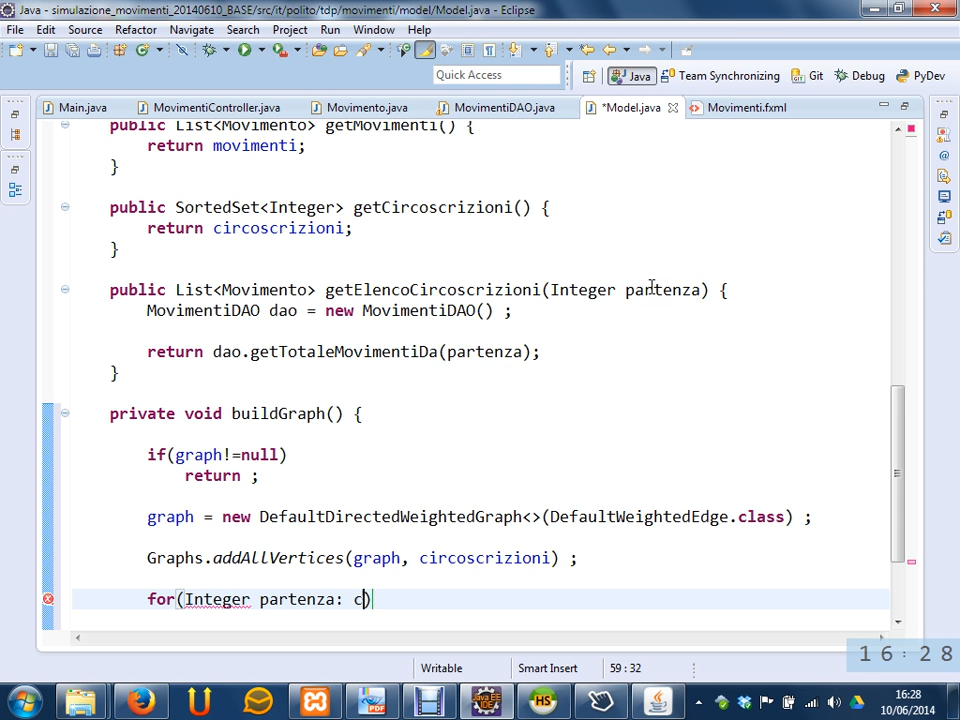 Java - simulazione_movimenti_20140610_BASE/src/it/polito/tdp/movimenti/model/Model.java - Eclipse
File Edit Source Refactor Navigate Search Project Run Window Help
Quick Access
Java Team Synchronizing Git Debug PyDev
Main.java MovimentiController.java Movimento.java MovimentiDAO.java *Model.java Movimenti.fxml
public List<Movimento> getMovimenti() {
return movimenti;
}
public SortedSet<Integer> getCircoscrizioni() {
return circoscrizioni;
}
public List<Movimento> getElencoCircoscrizioni(Integer partenza) {
MovimentiDAO dao = new MovimentiDAO() ;
return dao.getTotaleMovimentiDa(partenza);
}
private void buildGraph() {
if(graph!=null)
return ;
graph = new DefaultDirectedWeightedGraph<>(DefaultWeightedEdge.class) ;
Graphs.addAllVertices(graph, circoscrizioni) ;
for(Integer partenza: c)
16:28
Writable Smart Insert 59 : 32
16:28
10/06/2014